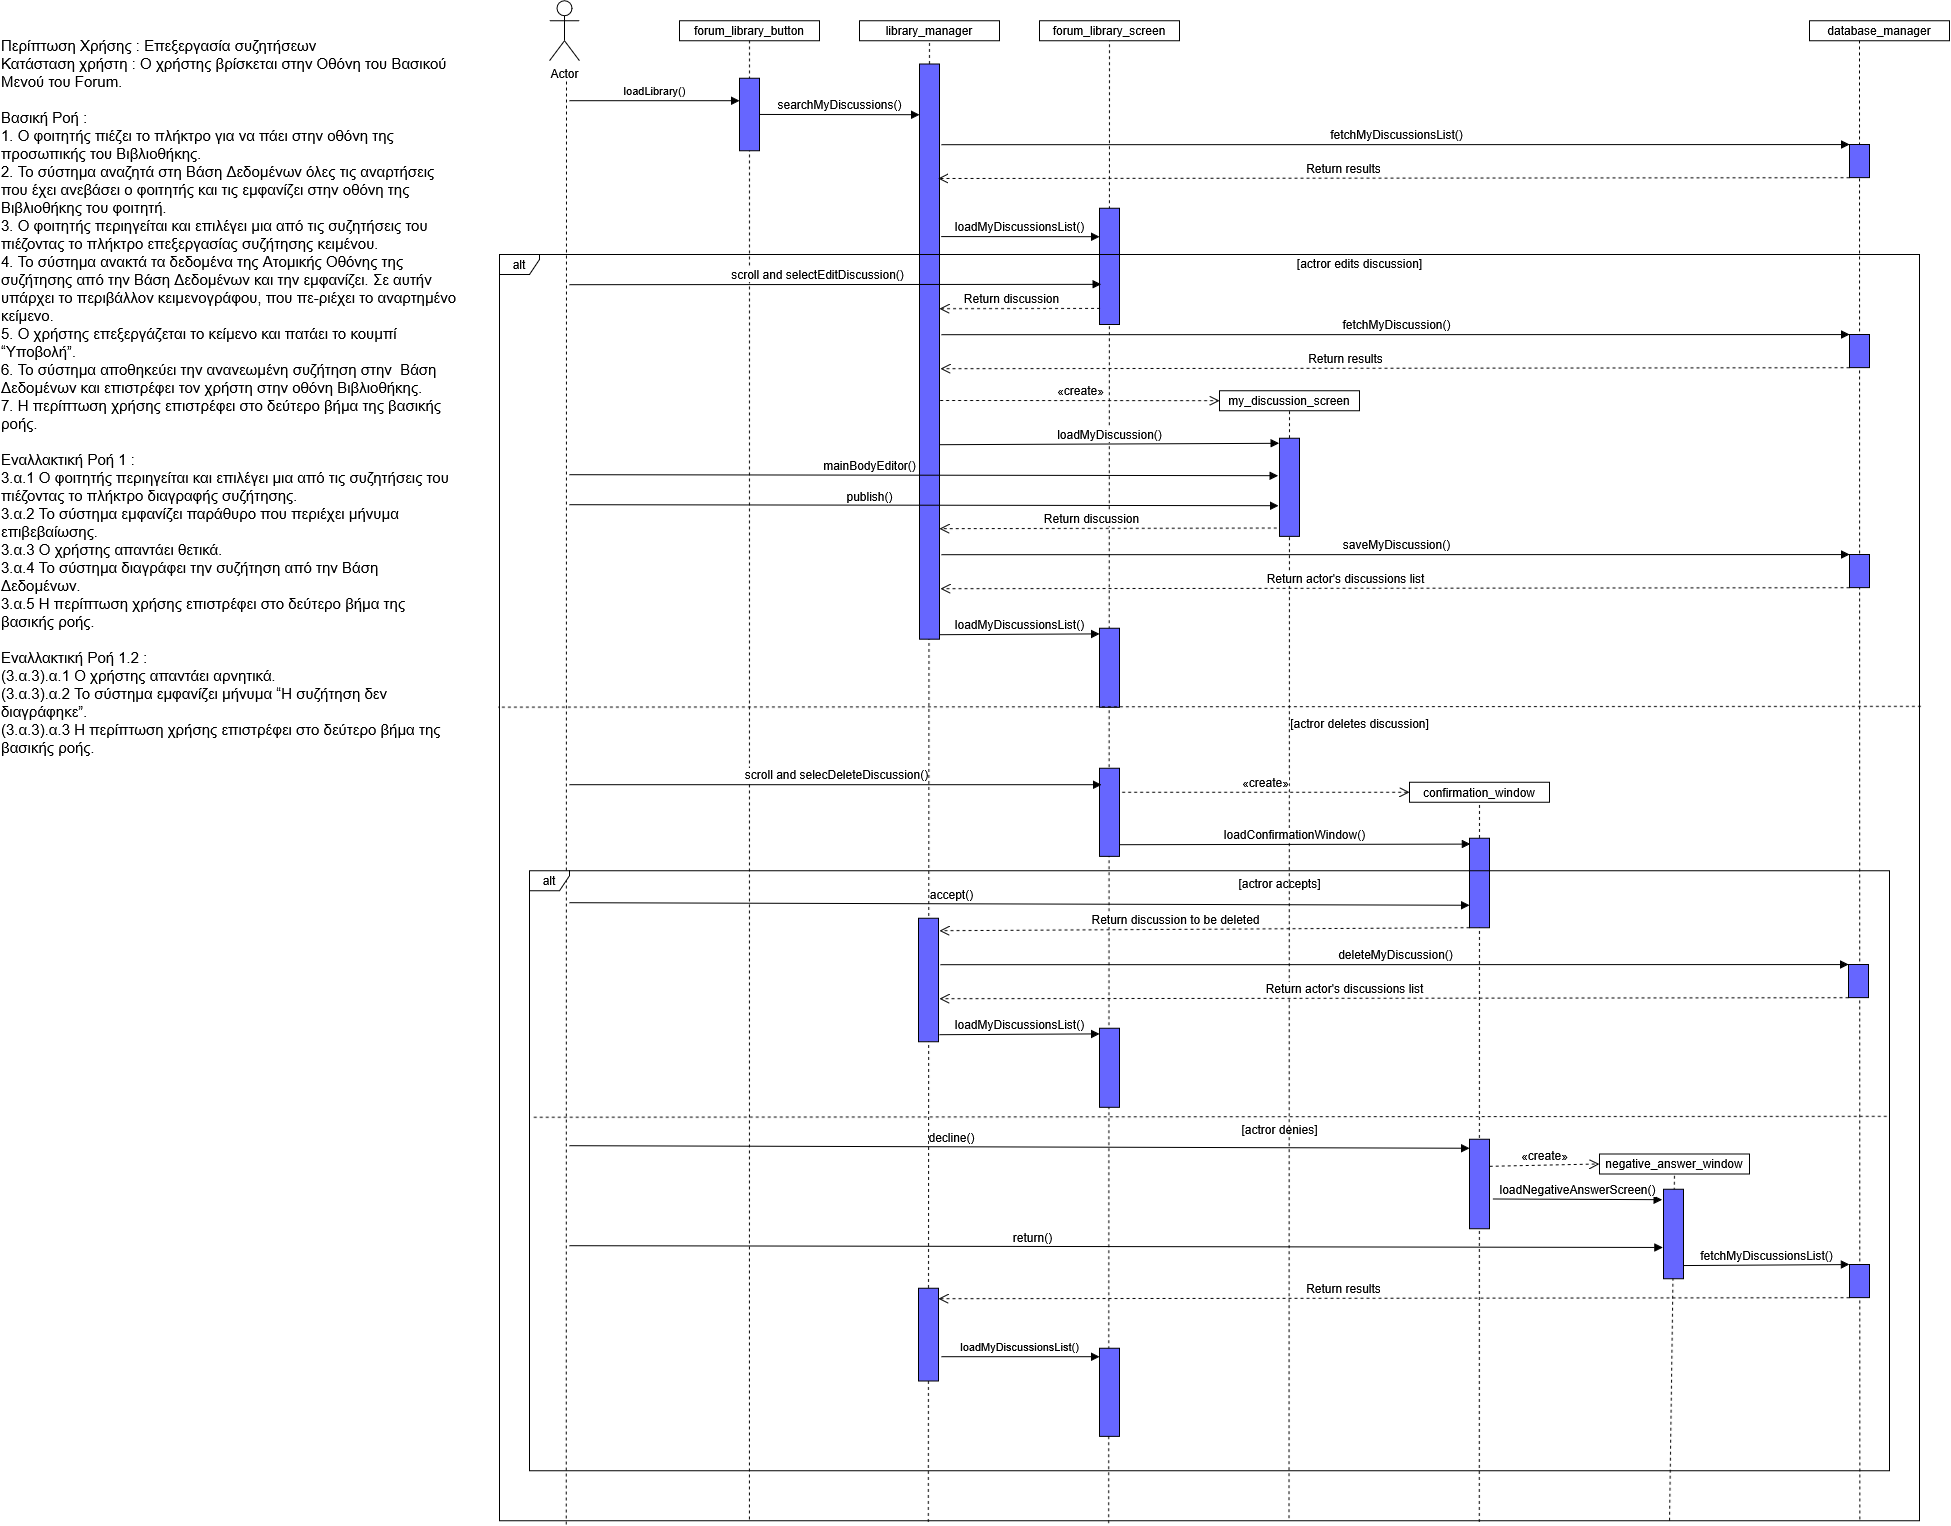 Περίπτωση Χρήσης : Επεξεργασία συζητήσεων
Κατάσταση χρήστη : Ο χρήστης βρίσκεται στην Οθόνη του Βασικού
Μενού του Forum.
Βασική Ροή :
1. Ο φοιτητής πιέζει το πλήκτρο για να πάει στην οθόνη της
προσωπικής του Βιβλιοθήκης.
2. Το σύστημα αναζητά στη Βάση Δεδομένων όλες τις αναρτήσεις
που έχει ανεβάσει ο φοιτητής και τις εμφανίζει στην οθόνη της
Βιβλιοθήκης του φοιτητή.
3. Ο φοιτητής περιηγείται και επιλέγει μια από τις συζητήσεις του
πιέζοντας το πλήκτρο επεξεργασίας συζήτησης κειμένου.
4. Το σύστημα ανακτά τα δεδομένα της Ατομικής Οθόνης της
συζήτησης από την Βάση Δεδομένων και την εμφανίζει. Σε αυτήν
υπάρχει το περιβάλλον κειμενογράφου, που πε-ριέχει το αναρτημένο
κείμενο.
5. Ο χρήστης επεξεργάζεται το κείμενο και πατάει το κουμπί
“Υποβολή”.
6. Το σύστημα αποθηκεύει την ανανεωμένη συζήτηση στην  Βάση
Δεδομένων και επιστρέφει τον χρήστη στην οθόνη Βιβλιοθήκης.
7. Η περίπτωση χρήσης επιστρέφει στο δεύτερο βήμα της βασικής
ροής.
Εναλλακτική Ροή 1 :
3.α.1 Ο φοιτητής περιηγείται και επιλέγει μια από τις συζητήσεις του
πιέζοντας το πλήκτρο διαγραφής συζήτησης.
3.α.2 Το σύστημα εμφανίζει παράθυρο που περιέχει μήνυμα
επιβεβαίωσης.
3.α.3 Ο χρήστης απαντάει θετικά.
3.α.4 Το σύστημα διαγράφει την συζήτηση από την Βάση
Δεδομένων.
3.α.5 Η περίπτωση χρήσης επιστρέφει στο δεύτερο βήμα της
βασικής ροής.
Εναλλακτική Ροή 1.2 :
(3.α.3).α.1 Ο χρήστης απαντάει αρνητικά.
(3.α.3).α.2 Το σύστημα εμφανίζει μήνυμα “Η συζήτηση δεν
διαγράφηκε”.
(3.α.3).α.3 Η περίπτωση χρήσης επιστρέφει στο δεύτερο βήμα της
βασικής ροής.
Actor
forum_library_button
library_manager
forum_library_screen
database_manager
loadLibrary()
searchMyDiscussions()
fetchMyDiscussionsList()
Return results
loadMyDiscussionsList()
alt
[actror edits discussion]
scroll and selectEditDiscussion()
Return discussion
fetchMyDiscussion()
Return results
«create»
my_discussion_screen
loadMyDiscussion()
mainBodyEditor()
publish()
Return discussion
saveMyDiscussion()
Return actor's discussions list
loadMyDiscussionsList()
[actror deletes discussion]
scroll and selecDeleteDiscussion()
«create»
confirmation_window
loadConfirmationWindow()
alt
[actror accepts]
accept()
Return discussion to be deleted
deleteMyDiscussion()
Return actor's discussions list
loadMyDiscussionsList()
[actror denies]
decline()
«create»
negative_answer_window
loadNegativeAnswerScreen()
return()
fetchMyDiscussionsList()
Return results
loadMyDiscussionsList()